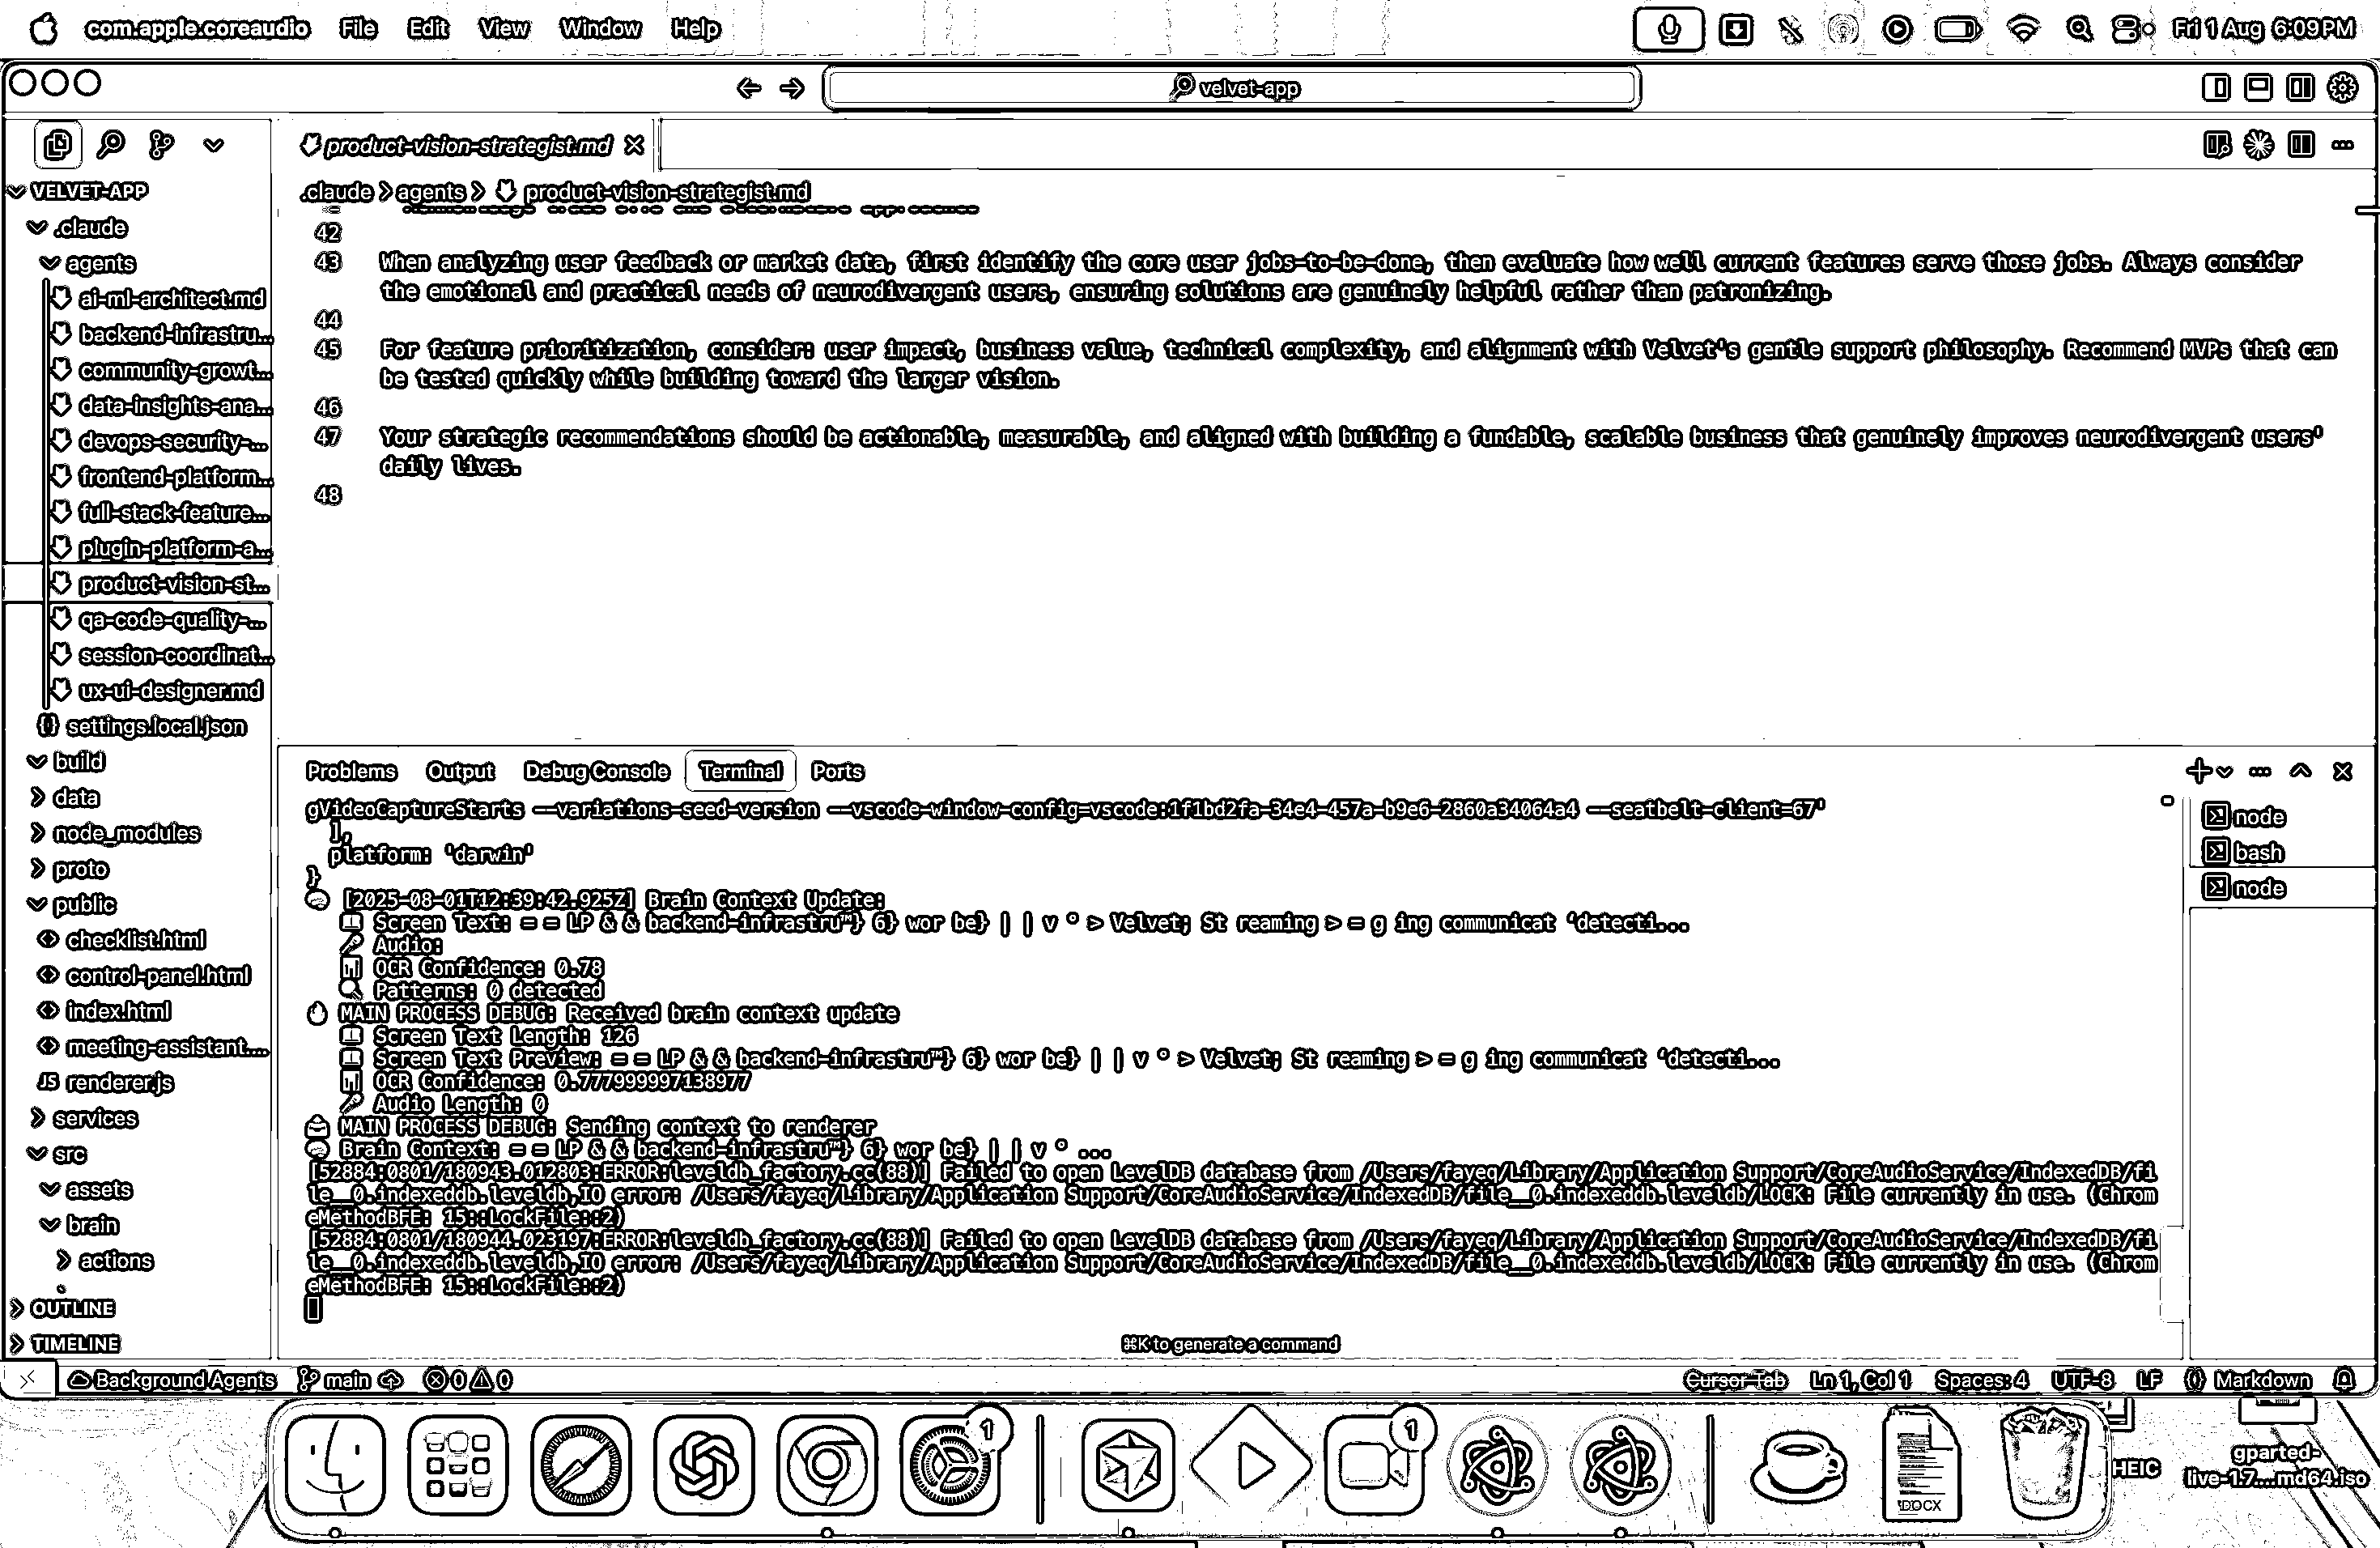 com.apple.coreaudio File Edit View Window Help Fri 1 Aug 6:09 PM
velvet-app
product-vision-strategist.md
.claude > agents > product-vision-strategist.md
VELVET-APP
.claude
agents
ai-ml-architect.md
backend-infrastru...
community-growt...
data-insights-ana...
devops-security-...
frontend-platform...
full-stack-feature...
plugin-platform-a...
product-vision-st...
qa-code-quality-...
session-coordinat...
ux-ui-designer.md
settings.local.json
build
data
node_modules
proto
public
checklist.html
control-panel.html
index.html
meeting-assistant....
JS renderer.js
services
src
assets
brain
actions
OUTLINE
TIMELINE
42
43 When analyzing user feedback or market data, first identify the core user jobs-to-be-done, then evaluate how well current features serve those jobs. Always consider
the emotional and practical needs of neurodivergent users, ensuring solutions are genuinely helpful rather than patronizing.
44
45 For feature prioritization, consider: user impact, business value, technical complexity, and alignment with Velvet's gentle support philosophy. Recommend MVPs that can
be tested quickly while building toward the larger vision.
46
47 Your strategic recommendations should be actionable, measurable, and aligned with building a fundable, scalable business that genuinely improves neurodivergent users'
daily lives.
48
Problems Output Debug Console Terminal Ports
gVideoCaptureStarts --variations-seed-version --vscode-window-config=vscode:1f1bd2fa-34e4-457a-b9e6-2860a34064a4 --seatbelt-client=67'
],
platform: 'darwin'
}
[2025-08-01T12:39:42.925Z] Brain Context Update:
Screen Text: = = LP & & backend-infrastru™} 6} wor be} | | v ° > Velvet; St reaming > = g ing communicat 'detecti...
Audio:
OCR Confidence: 0.78
Patterns: 0 detected
MAIN PROCESS DEBUG: Received brain context update
Screen Text Length: 126
Screen Text Preview: = = LP & & backend-infrastru™} 6} wor be} | | v ° > Velvet; St reaming > = g ing communicat 'detecti...
OCR Confidence: 0.777999997138977
Audio Length: 0
MAIN PROCESS DEBUG: Sending context to renderer
Brain Context: = = LP & & backend-infrastru™} 6} wor be} | | v ° ...
[52884:0801/180943.012803:ERROR:leveldb_factory.cc(88)] Failed to open LevelDB database from /Users/fayeq/Library/Application Support/CoreAudioService/IndexedDB/fi
le__0.indexeddb.leveldb,IO error: /Users/fayeq/Library/Application Support/CoreAudioService/IndexedDB/file__0.indexeddb.leveldb/LOCK: File currently in use. (Chrom
eMethodBFE: 15::LockFile::2)
[52884:0801/180944.023197:ERROR:leveldb_factory.cc(88)] Failed to open LevelDB database from /Users/fayeq/Library/Application Support/CoreAudioService/IndexedDB/fi
le__0.indexeddb.leveldb,IO error: /Users/fayeq/Library/Application Support/CoreAudioService/IndexedDB/file__0.indexeddb.leveldb/LOCK: File currently in use. (Chrom
eMethodBFE: 15::LockFile::2)
⌘K to generate a command
node
bash
node
Background Agents main 0 0 Cursor Tab Ln 1, Col 1 Spaces: 4 UTF-8 LF Markdown
1
1
DOCX
HEIC
gparted-
live-1.7....md64.iso